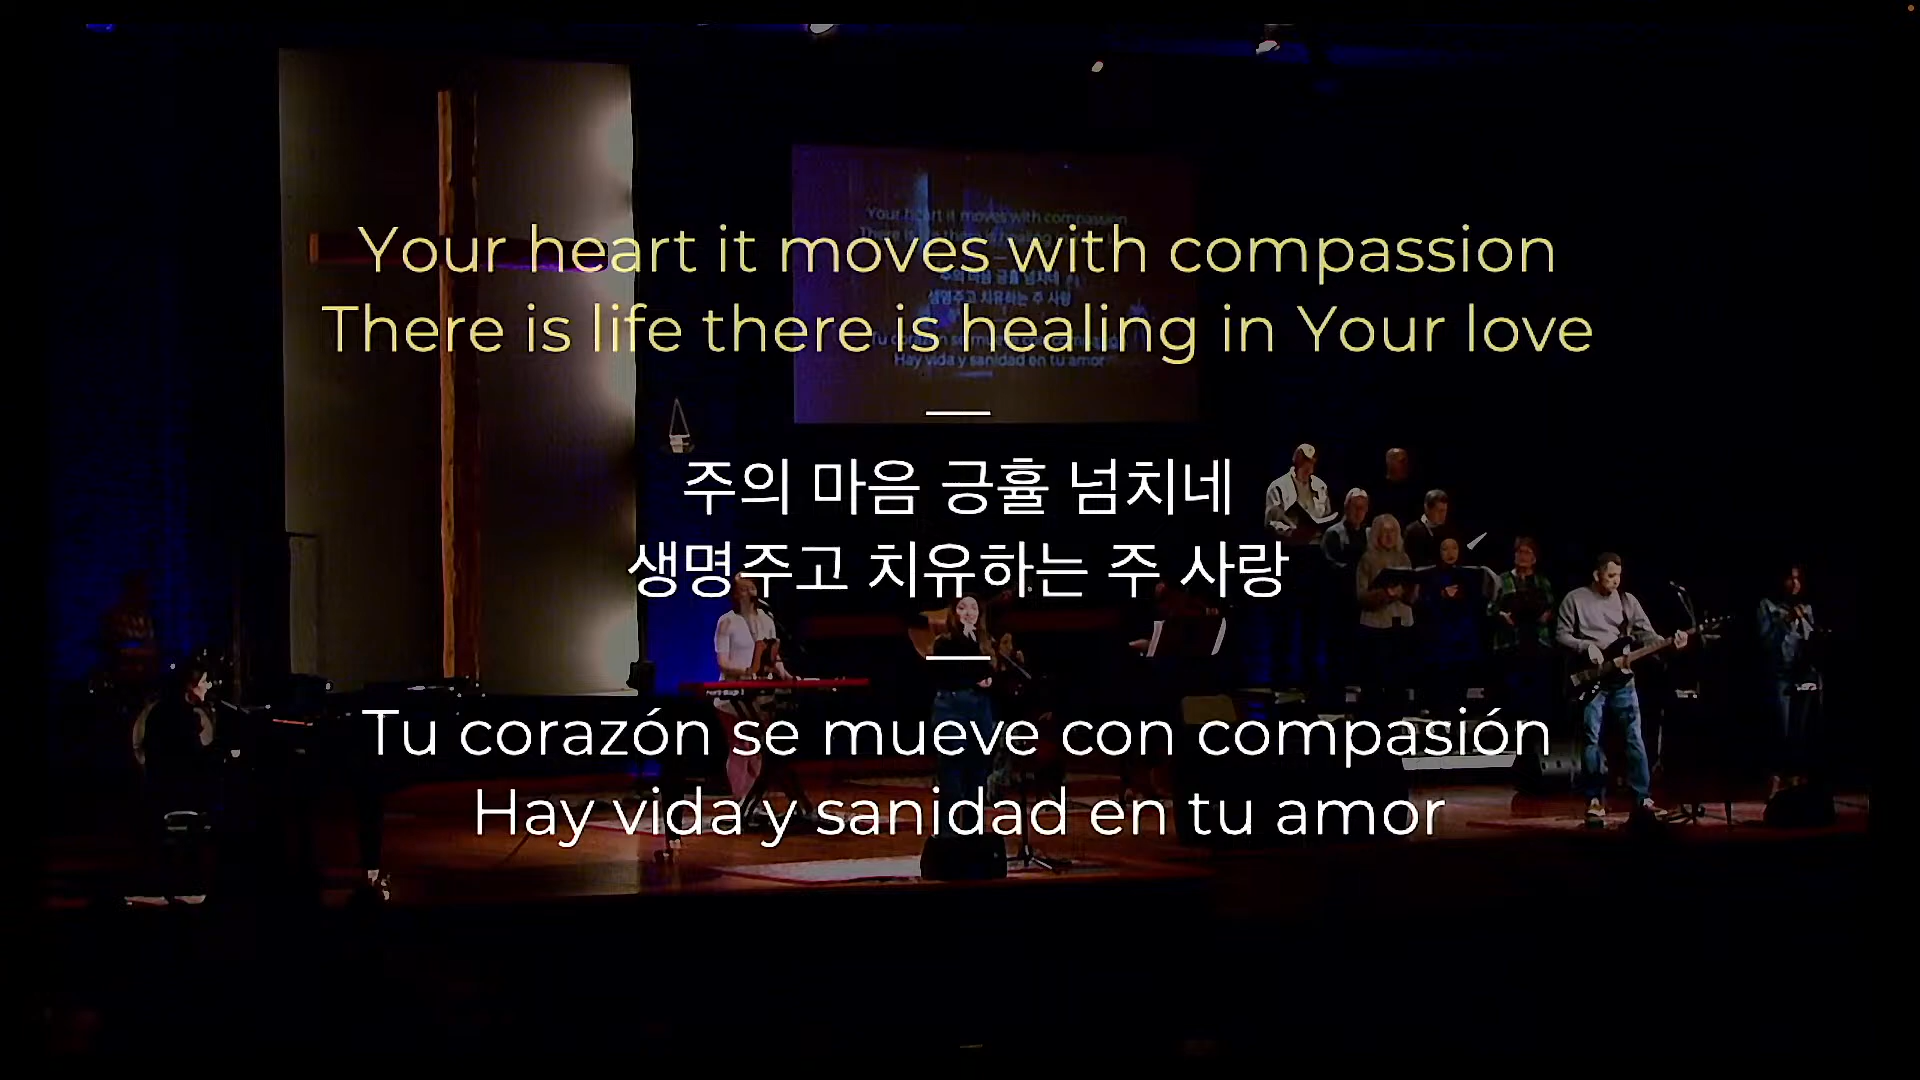 Your heart it moves with compassion
There is life there is healing in Your love
주의 마음 긍휼 넘치네
생명주고 치유하는 주 사랑
Tu corazón se mueve con compasión
Hay vida y sanidad en tu amor